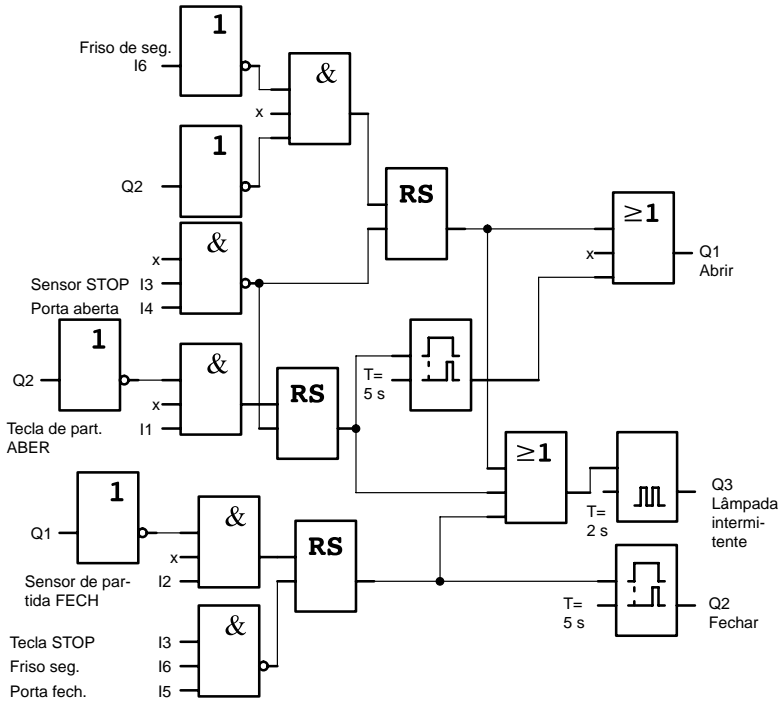 1
Friso de seg.
I6
&
x
1
Q2
RS
&
x
Sensor STOP I3
Porta aberta I4
≥1
x
Q1
Abrir
1
Q2
&
x
Tecla de part. I1
ABER
RS
T=
5 s
≥1
T=
2 s
Q3
Lâmpada
intermi-
tente
1
Q1
&
x
Sensor de par- I2
tida FECH
RS
T=
5 s
Q2
Fechar
&
Tecla STOP I3
Friso seg. I6
Porta fech. I5